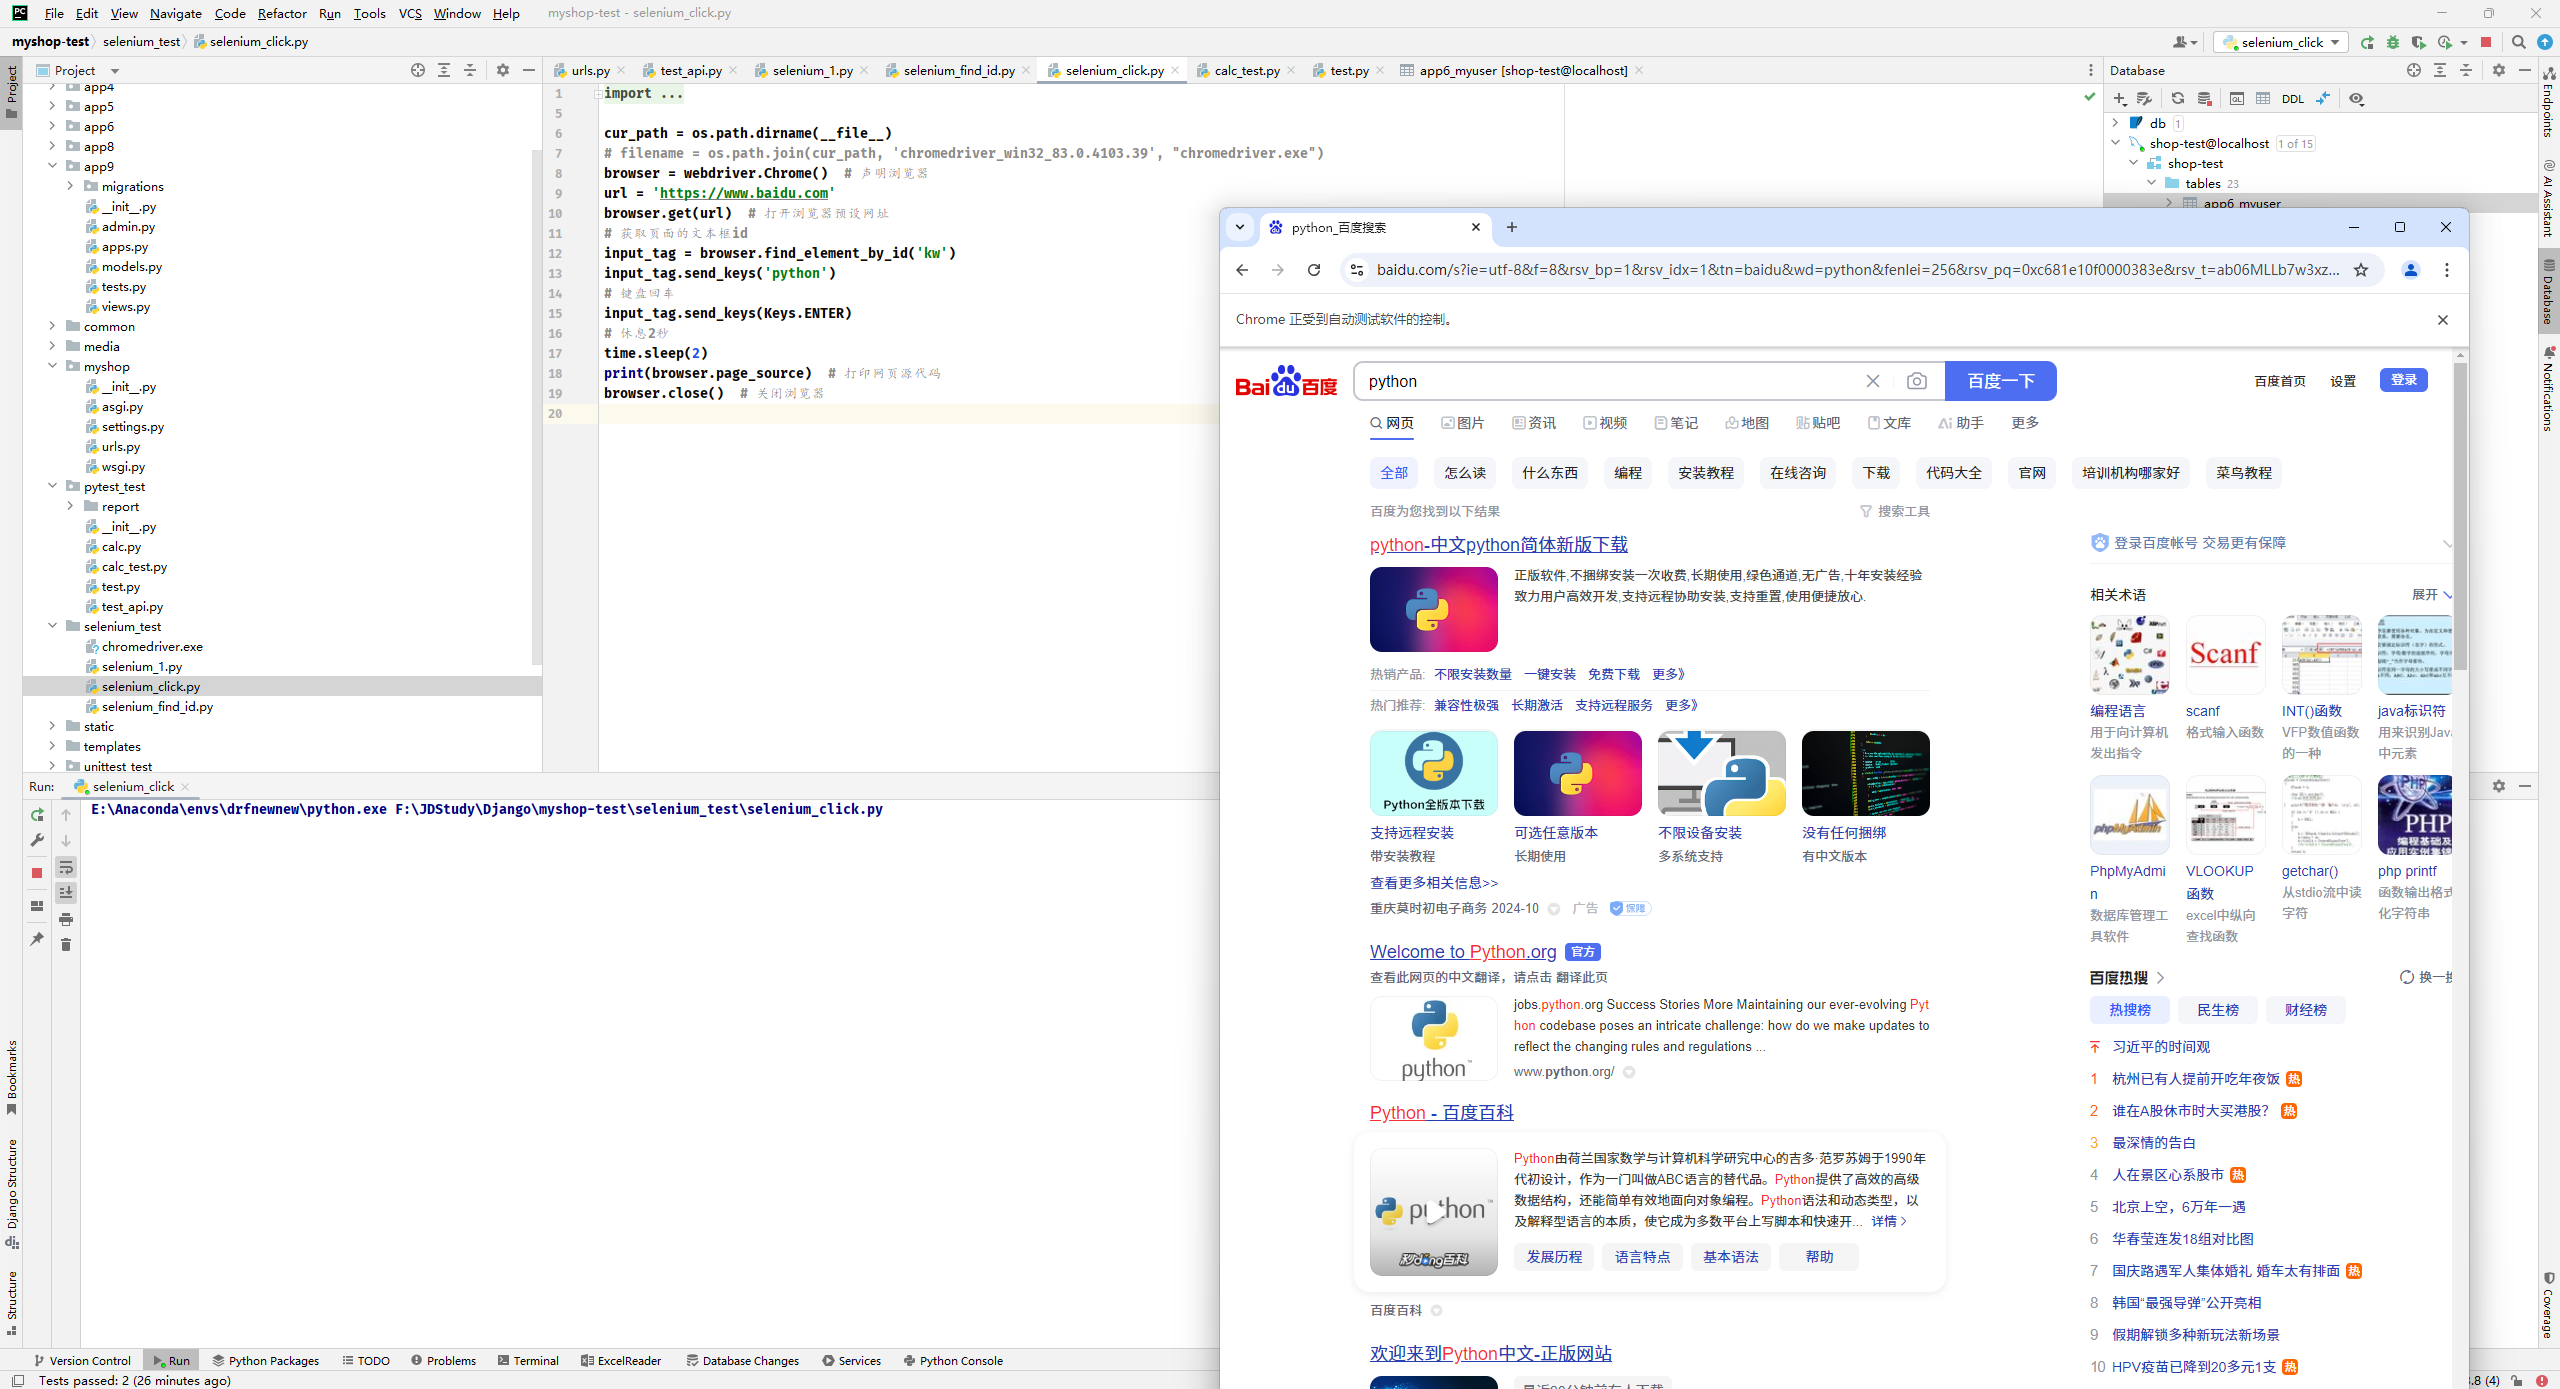 File Edit View Navigate Code Refactor Run Tools VCS Window Help myshop-test - selenium_click.py
myshop-test selenium_test selenium_click.py
selenium_click
Project
urls.py test_api.py selenium_1.py selenium_find_id.py selenium_click.py calc_test.py test.py app6_myuser [shop-test@localhost]
Database
app4
app5
app6
app8
app9
migrations
__init__.py
admin.py
apps.py
models.py
tests.py
views.py
common
media
myshop
__init__.py
asgi.py
settings.py
urls.py
wsgi.py
pytest_test
report
__init__.py
calc.py
calc_test.py
test.py
test_api.py
selenium_test
chromedriver.exe
selenium_1.py
selenium_click.py
selenium_find_id.py
static
templates
unittest_test
1 import ...
5
6 cur_path = os.path.dirname(__file__)
7 # filename = os.path.join(cur_path, 'chromedriver_win32_83.0.4103.39', "chromedriver.exe")
8 browser = webdriver.Chrome()  # 声明浏览器
9 url = 'https://www.baidu.com'
10 browser.get(url)  # 打开浏览器预设网址
11 # 获取页面的文本框id
12 input_tag = browser.find_element_by_id('kw')
13 input_tag.send_keys('python')
14 # 键盘回车
15 input_tag.send_keys(Keys.ENTER)
16 # 休息2秒
17 time.sleep(2)
18 print(browser.page_source)  # 打印网页源代码
19 browser.close()  # 关闭浏览器
20
DDL
db 1
shop-test@localhost 1 of 15
shop-test
tables 23
app6_myuser
Project
Bookmarks
Django Structure
Structure
Endpoints
AI Assistant
Database
Notifications
Coverage
python_百度搜索
baidu.com/s?ie=utf-8&f=8&rsv_bp=1&rsv_idx=1&tn=baidu&wd=python&fenlei=256&rsv_pq=0xc681e10f0000383e&rsv_t=ab06MLLb7w3xz...
Chrome 正受到自动测试软件的控制。
Bai du 百度
python
百度一下
百度首页 设置 登录
网页 图片 资讯 视频 笔记 地图 贴吧 文库 助手 更多
全部 怎么读 什么东西 编程 安装教程 在线咨询 下载 代码大全 官网 培训机构哪家好 菜鸟教程
百度为您找到以下结果 搜索工具
python-中文python简体新版下载
正版软件,不捆绑安装一次收费,长期使用,绿色通道,无广告,十年安装经验
致力用户高效开发,支持远程协助安装,支持重置,使用便捷放心.
热销产品: 不限安装数量 一键安装 免费下载 更多》
热门推荐: 兼容性极强 长期激活 支持远程服务 更多》
Python全版本下载
支持远程安装 可选任意版本 不限设备安装 没有任何捆绑
带安装教程 长期使用 多系统支持 有中文版本
查看更多相关信息>>
重庆莫时初电子商务 2024-10 广告 保障
Welcome to Python.org 官方
查看此网页的中文翻译，请点击 翻译此页
python
jobs.python.org Success Stories More Maintaining our ever-evolving Pyt
hon codebase poses an intricate challenge: how do we make updates to
reflect the changing rules and regulations ...
www.python.org/
Python - 百度百科
python
秒dǒng百科
Python由荷兰国家数学与计算机科学研究中心的吉多·范罗苏姆于1990年
代初设计，作为一门叫做ABC语言的替代品。Python提供了高效的高级
数据结构，还能简单有效地面向对象编程。Python语法和动态类型，以
及解释型语言的本质，使它成为多数平台上写脚本和快速开... 详情
发展历程 语言特点 基本语法 帮助
百度百科
欢迎来到Python中文-正版网站
登录百度帐号 交易更有保障
相关术语 展开
Scanf
编程语言 scanf INT()函数 java标识符
用于向计算机 格式输入函数 VFP数值函数 用来识别Java
发出指令 的一种 中元素
phpMyAdmin
PHP
编程基础及
应用实例集锦
PhpMyAdmi VLOOKUP getchar() php printf
n 函数 从stdio流中读 函数输出格式
数据库管理工 excel中纵向 字符 化字符串
具软件 查找函数
百度热搜 换一换
热搜榜 民生榜 财经榜
习近平的时间观
1 杭州已有人提前开吃年夜饭 热
2 谁在A股休市时大买港股？ 热
3 最深情的告白
4 人在景区心系股市 热
5 北京上空，6万年一遇
6 华春莹连发18组对比图
7 国庆路遇军人集体婚礼 婚车太有排面 热
8 韩国“最强导弹”公开亮相
9 假期解锁多种新玩法新场景
10 HPV疫苗已降到20多元1支 热
Run: selenium_click
E:\Anaconda\envs\drfnewnew\python.exe F:\JDStudy\Django\myshop-test\selenium_test\selenium_click.py
Version Control Run Python Packages TODO Problems Terminal ExcelReader Database Changes Services Python Console
Tests passed: 2 (26 minutes ago)
3.8 (4)